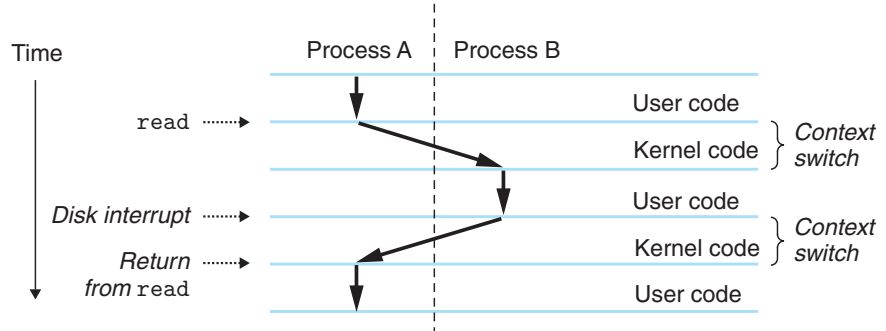 Process A Process B
Time
User code
read
Context
Kernel code
switch
User code
Disk interrupt
Context
Kernel code
switch
Return
from read
User code